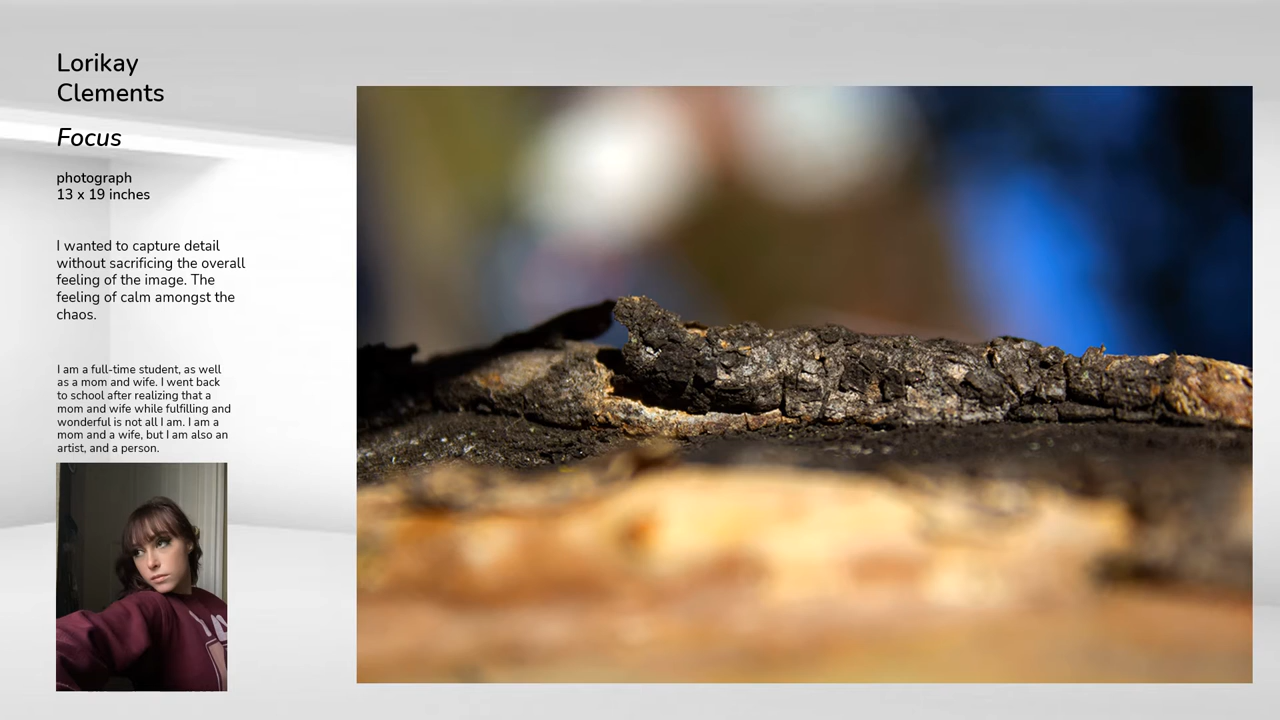 Lorikay
Clements
Focus
photograph
13 x 19 inches
I wanted to capture detail
without sacrificing the overall
feeling of the image. The
feeling of calm amongst the
chaos.
I am a full-time student, as well
as a mom and wife. I went back
to school after realizing that a
mom and wife while fulfilling and
wonderful is not all I am. I am a
mom and a wife, but I am also an
artist, and a person.